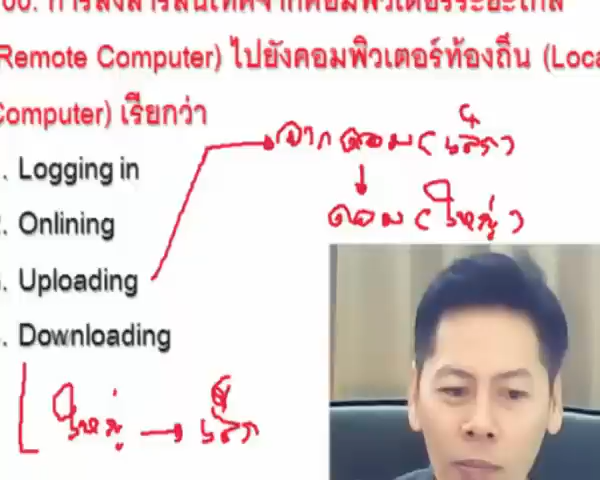 การส่งสารสนเทศจากคอมพิวเตอร์ระยะไกล
(Remote Computer) ไปยังคอมพิวเตอร์ท้องถิ่น (Loca
Computer) เรียกว่า
. Logging in
. Onlining
. Uploading
. Downloading
จากคอม (เล็ก)
↓
คอม (ใหญ่)
ใหญ่ → เล็ก